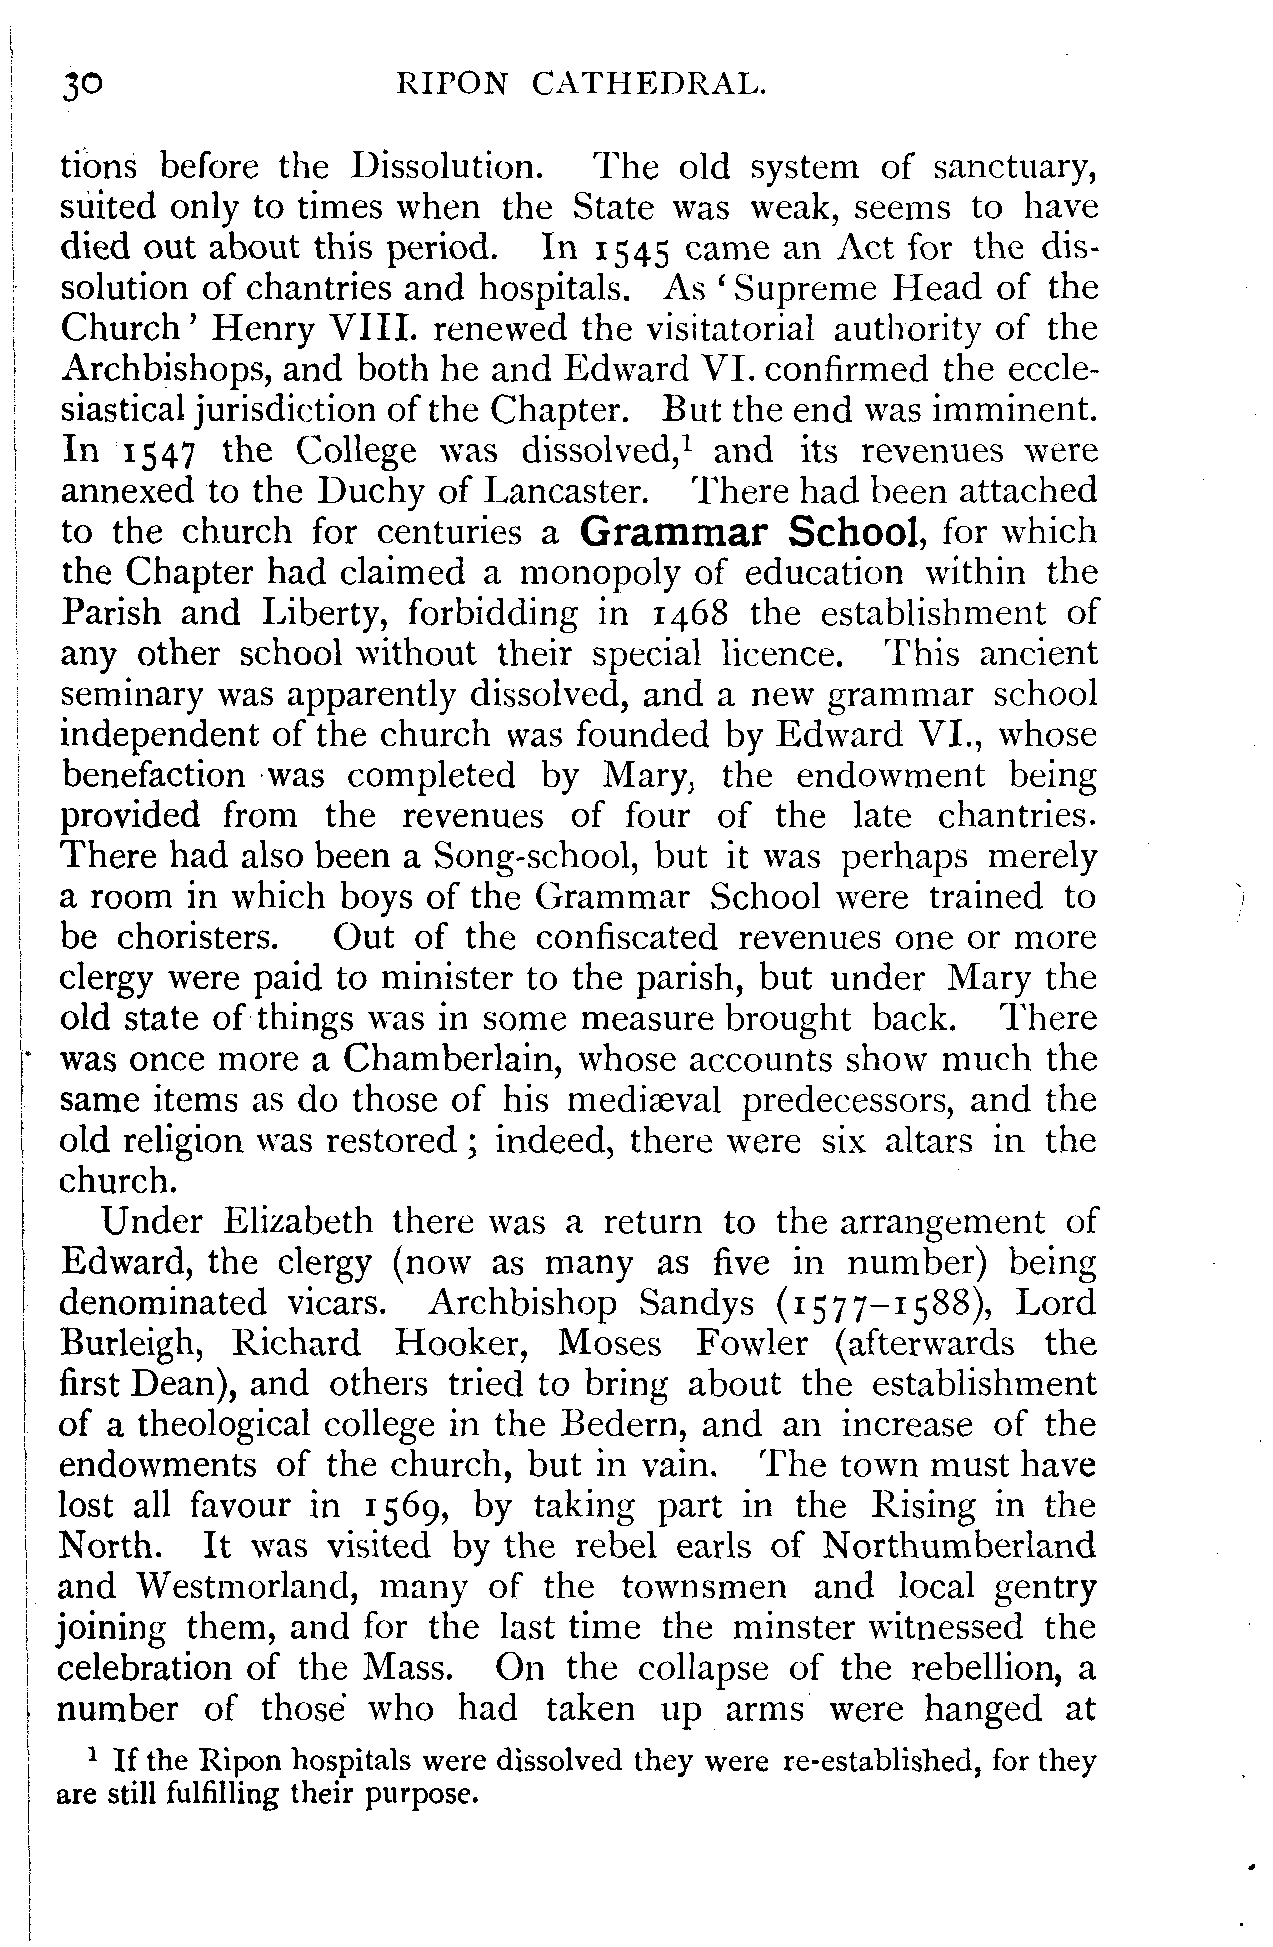 30 RIPON CATHEDRAL.
tions before the Dissolution. The old system of sanctuary,
suited only to times when the State was weak, seems to have
died out about this period. In 1545 came an Act for the dis-
solution of chantries and hospitals. As ‘Supreme Head of the
Church’ Henry VIII. renewed the visitatorial authority of the
Archbishops, and both he and Edward VI. confirmed the eccle-
siastical jurisdiction of the Chapter. But the end was imminent.
In 1547 the College was dissolved,¹ and its revenues were
annexed to the Duchy of Lancaster. There had been attached
to the church for centuries a Grammar School, for which
the Chapter had claimed a monopoly of education within the
Parish and Liberty, forbidding in 1468 the establishment of
any other school without their special licence. This ancient
seminary was apparently dissolved, and a new grammar school
independent of the church was founded by Edward VI., whose
benefaction was completed by Mary, the endowment being
provided from the revenues of four of the late chantries.
There had also been a Song-school, but it was perhaps merely
a room in which boys of the Grammar School were trained to
be choristers. Out of the confiscated revenues one or more
clergy were paid to minister to the parish, but under Mary the
old state of things was in some measure brought back. There
was once more a Chamberlain, whose accounts show much the
same items as do those of his mediæval predecessors, and the
old religion was restored ; indeed, there were six altars in the
church.
Under Elizabeth there was a return to the arrangement of
Edward, the clergy (now as many as five in number) being
denominated vicars. Archbishop Sandys (1577–1588), Lord
Burleigh, Richard Hooker, Moses Fowler (afterwards the
first Dean), and others tried to bring about the establishment
of a theological college in the Bedern, and an increase of the
endowments of the church, but in vain. The town must have
lost all favour in 1569, by taking part in the Rising in the
North. It was visited by the rebel earls of Northumberland
and Westmorland, many of the townsmen and local gentry
joining them, and for the last time the minster witnessed the
celebration of the Mass. On the collapse of the rebellion, a
number of those who had taken up arms were hanged at
¹ If the Ripon hospitals were dissolved they were re-established, for they
are still fulfilling their purpose.